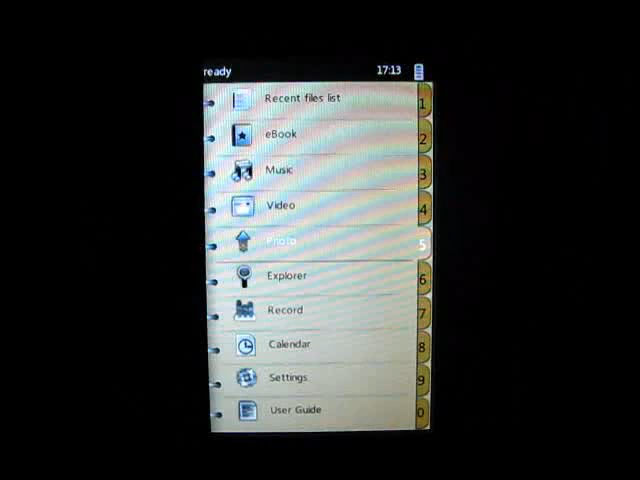 ready 17:13
Recent files list 1
eBook 2
Music 3
Video 4
Photo 5
Explorer 6
Record 7
Calendar 8
Settings 9
User Guide 0